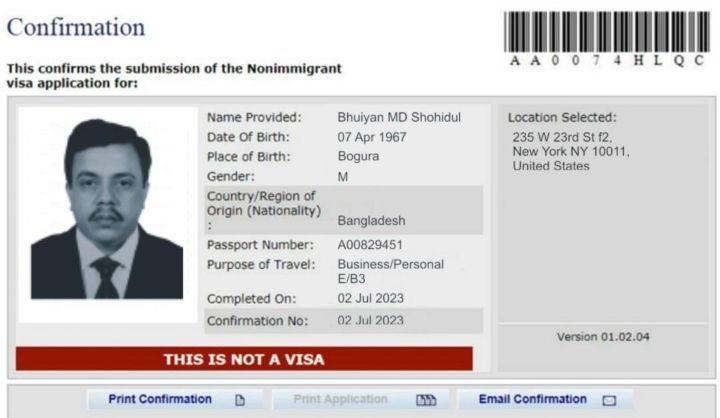 Confirmation
AA0074HLQC
This confirms the submission of the Nonimmigrant
visa application for:
Name Provided: Bhuiyan MD Shohidul
Date Of Birth: 07 Apr 1967
Place of Birth: Bogura
Gender: M
Country/Region of
Origin (Nationality)
: Bangladesh
Passport Number: A00829451
Purpose of Travel: Business/Personal
E/B3
Completed On: 02 Jul 2023
Confirmation No: 02 Jul 2023
Location Selected:
235 W 23rd St f2,
New York NY 10011,
United States
Version 01.02.04
THIS IS NOT A VISA
Print Confirmation
Print Application
Email Confirmation